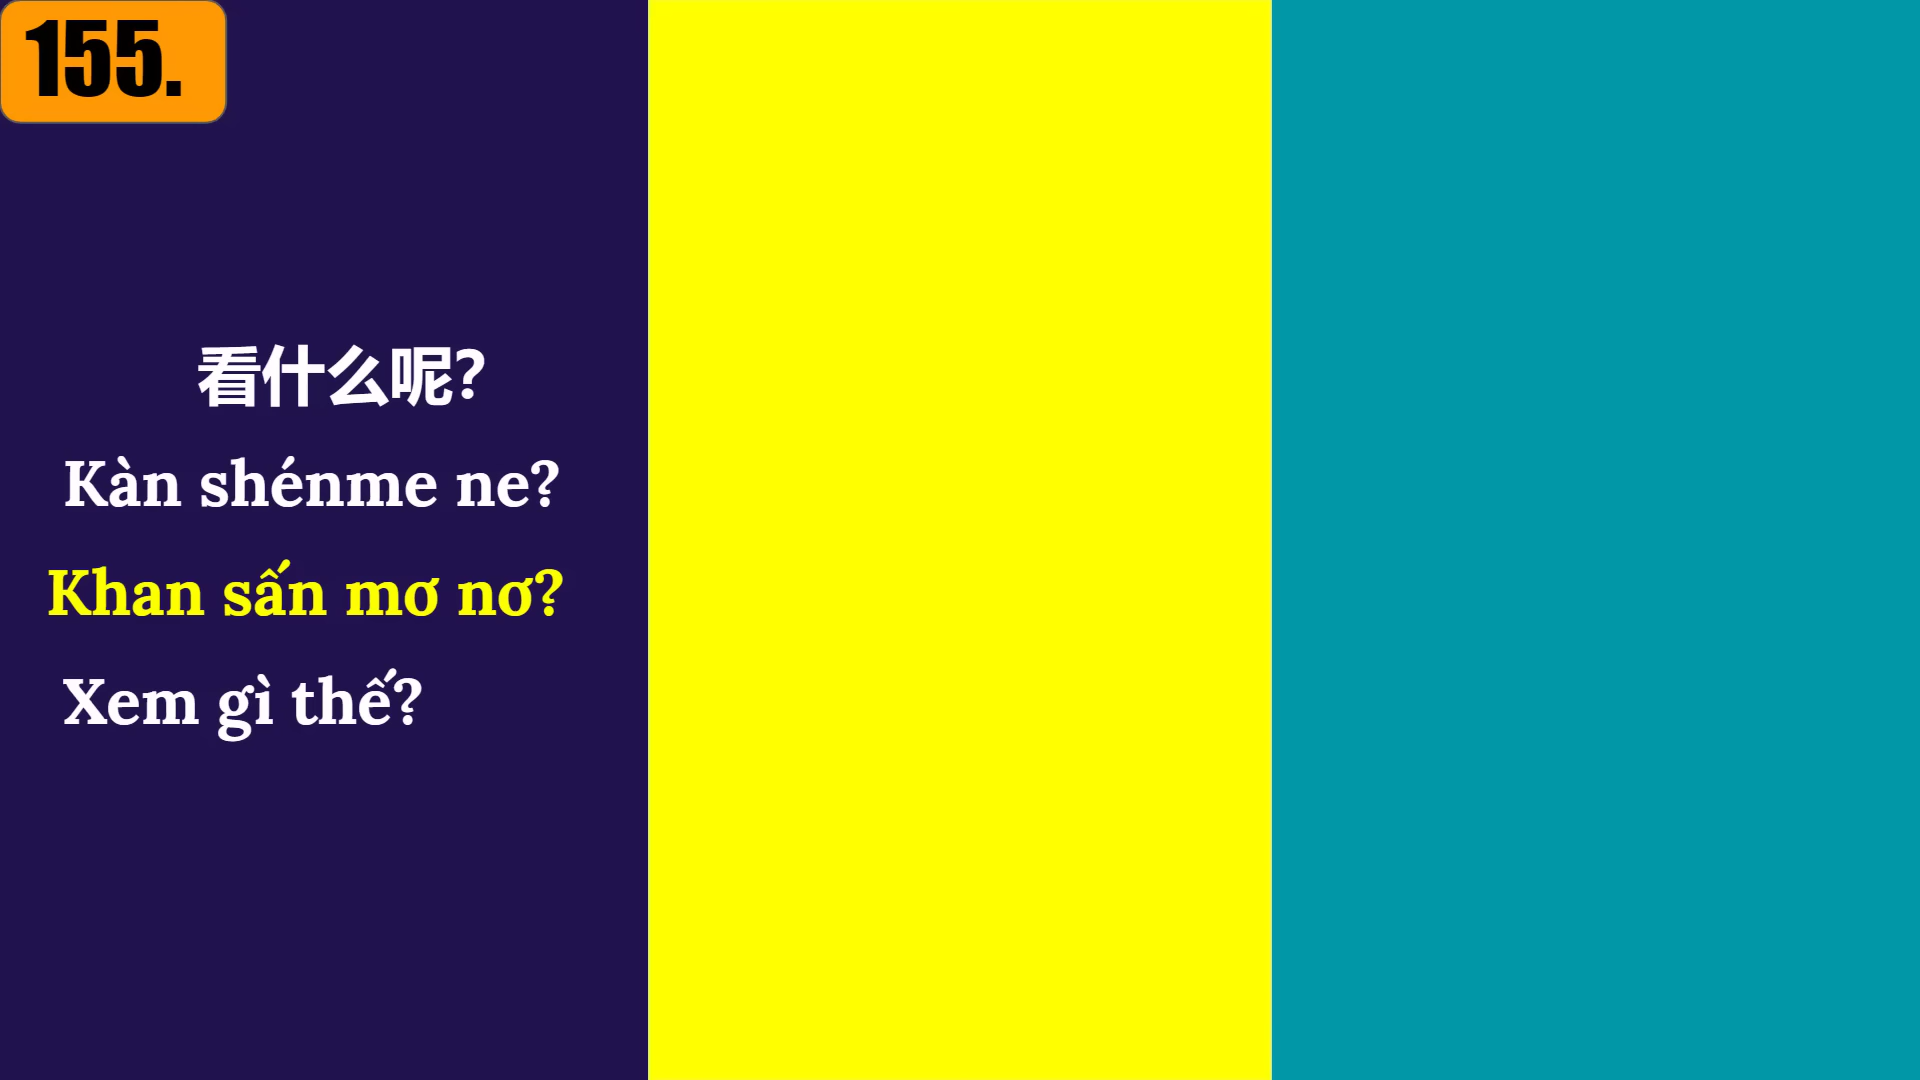 155.
看什么呢?
Kàn shénme ne?
Khan sấn mơ nơ?
Xem gì thế?